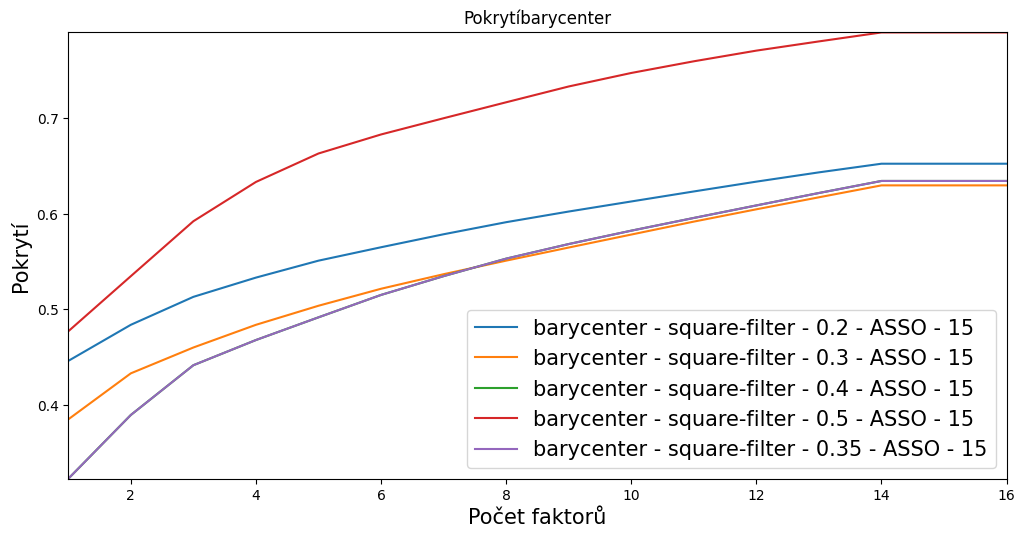 Pokrytíbarycenter
Pokrytí
0.7
0.6
0.5
0.4
barycenter - square-filter - 0.2 - ASSO - 15
barycenter - square-filter - 0.3 - ASSO - 15
barycenter - square-filter - 0.4 - ASSO - 15
barycenter - square-filter - 0.5 - ASSO - 15
barycenter - square-filter - 0.35 - ASSO - 15
2 4 6 8 10 12 14 16
Počet faktorů